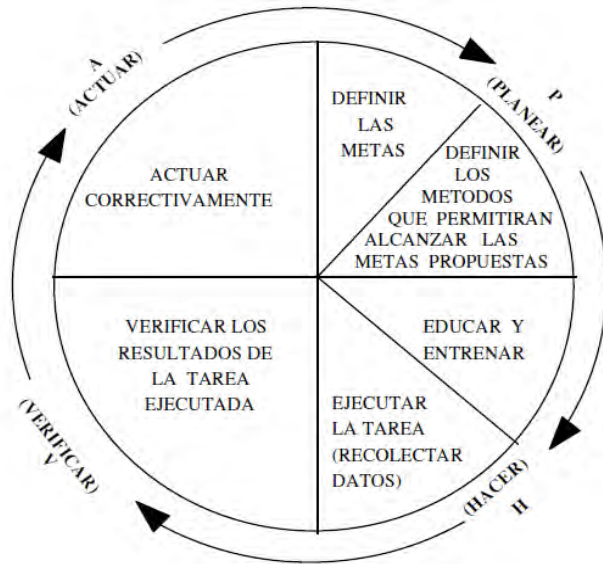 A
(ACTUAR)
P
(PLANEAR)
DEFINIR
LAS
METAS
DEFINIR
LOS
METODOS
QUE PERMITIRAN
ALCANZAR LAS
METAS PROPUESTAS
ACTUAR
CORRECTIVAMENTE
VERIFICAR LOS
RESULTADOS DE
LA TAREA
EJECUTADA
EDUCAR Y
ENTRENAR
EJECUTAR
LA TAREA
(RECOLECTAR
DATOS)
(VERIFICAR)
V
(HACER)
H